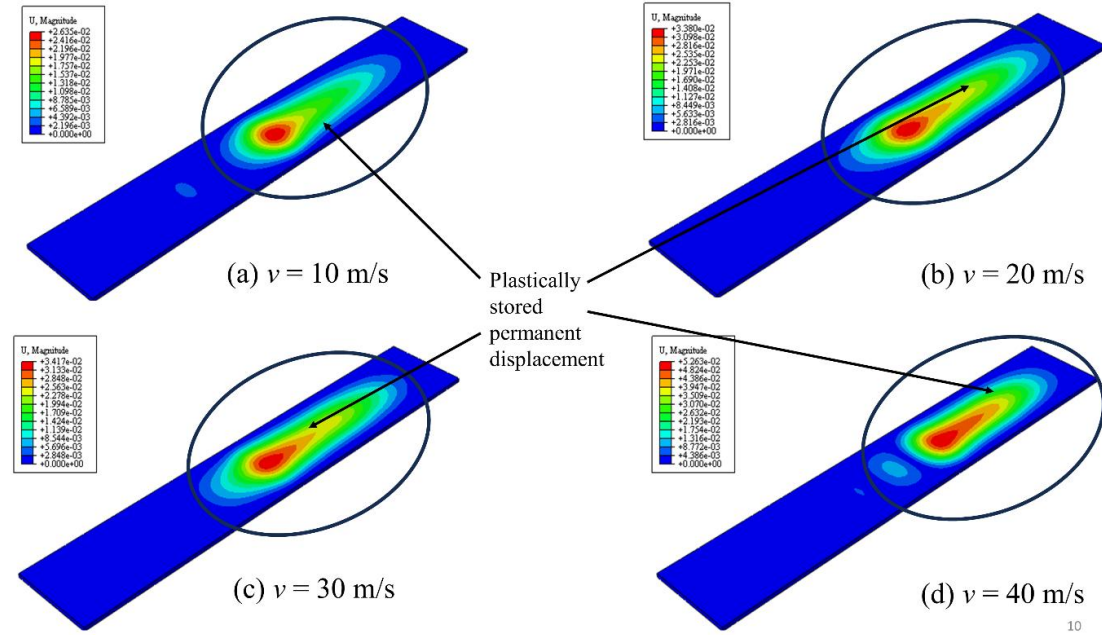 U, Magnitude
+2.635e-02
+2.416e-02
+2.196e-02
+1.977e-02
+1.757e-02
+1.537e-02
+1.318e-02
+1.098e-02
+8.785e-03
+6.589e-03
+4.392e-03
+2.196e-03
+0.000e+00
(a) v = 10 m/s
U, Magnitude
+3.380e-02
+3.098e-02
+2.816e-02
+2.535e-02
+2.253e-02
+1.971e-02
+1.690e-02
+1.408e-02
+1.127e-02
+8.449e-03
+5.633e-03
+2.816e-03
+0.000e+00
(b) v = 20 m/s
Plastically
stored
permanent
displacement
U, Magnitude
+3.417e-02
+3.133e-02
+2.848e-02
+2.563e-02
+2.278e-02
+1.994e-02
+1.709e-02
+1.424e-02
+1.139e-02
+8.544e-03
+5.696e-03
+2.848e-03
+0.000e+00
(c) v = 30 m/s
U, Magnitude
+5.263e-02
+4.824e-02
+4.386e-02
+3.947e-02
+3.509e-02
+3.070e-02
+2.632e-02
+2.193e-02
+1.754e-02
+1.316e-02
+8.772e-03
+4.386e-03
+0.000e+00
(d) v = 40 m/s
10